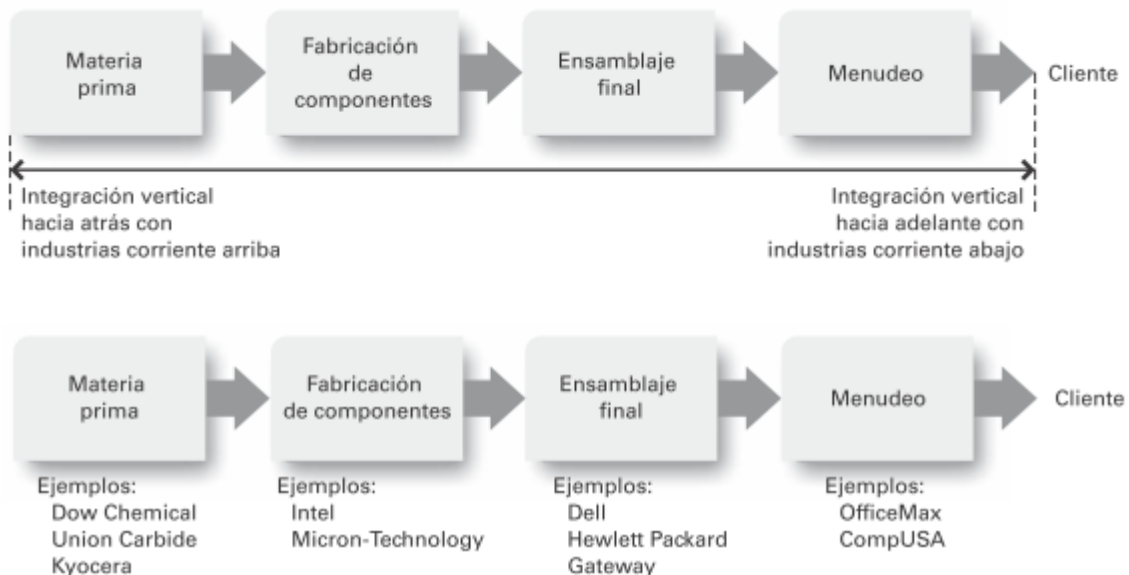 Materia
prima
Fabricación
de
componentes
Ensamblaje
final
Menudeo
Cliente
Integración vertical
hacia atrás con
industrias corriente arriba
Integración vertical
hacia adelante con
industrias corriente abajo
Materia
prima
Fabricación
de componentes
Ensamblaje
final
Menudeo
Cliente
Ejemplos:
Dow Chemical
Union Carbide
Kyocera
Ejemplos:
Intel
Micron-Technology
Ejemplos:
Dell
Hewlett Packard
Gateway
Ejemplos:
OfficeMax
CompUSA